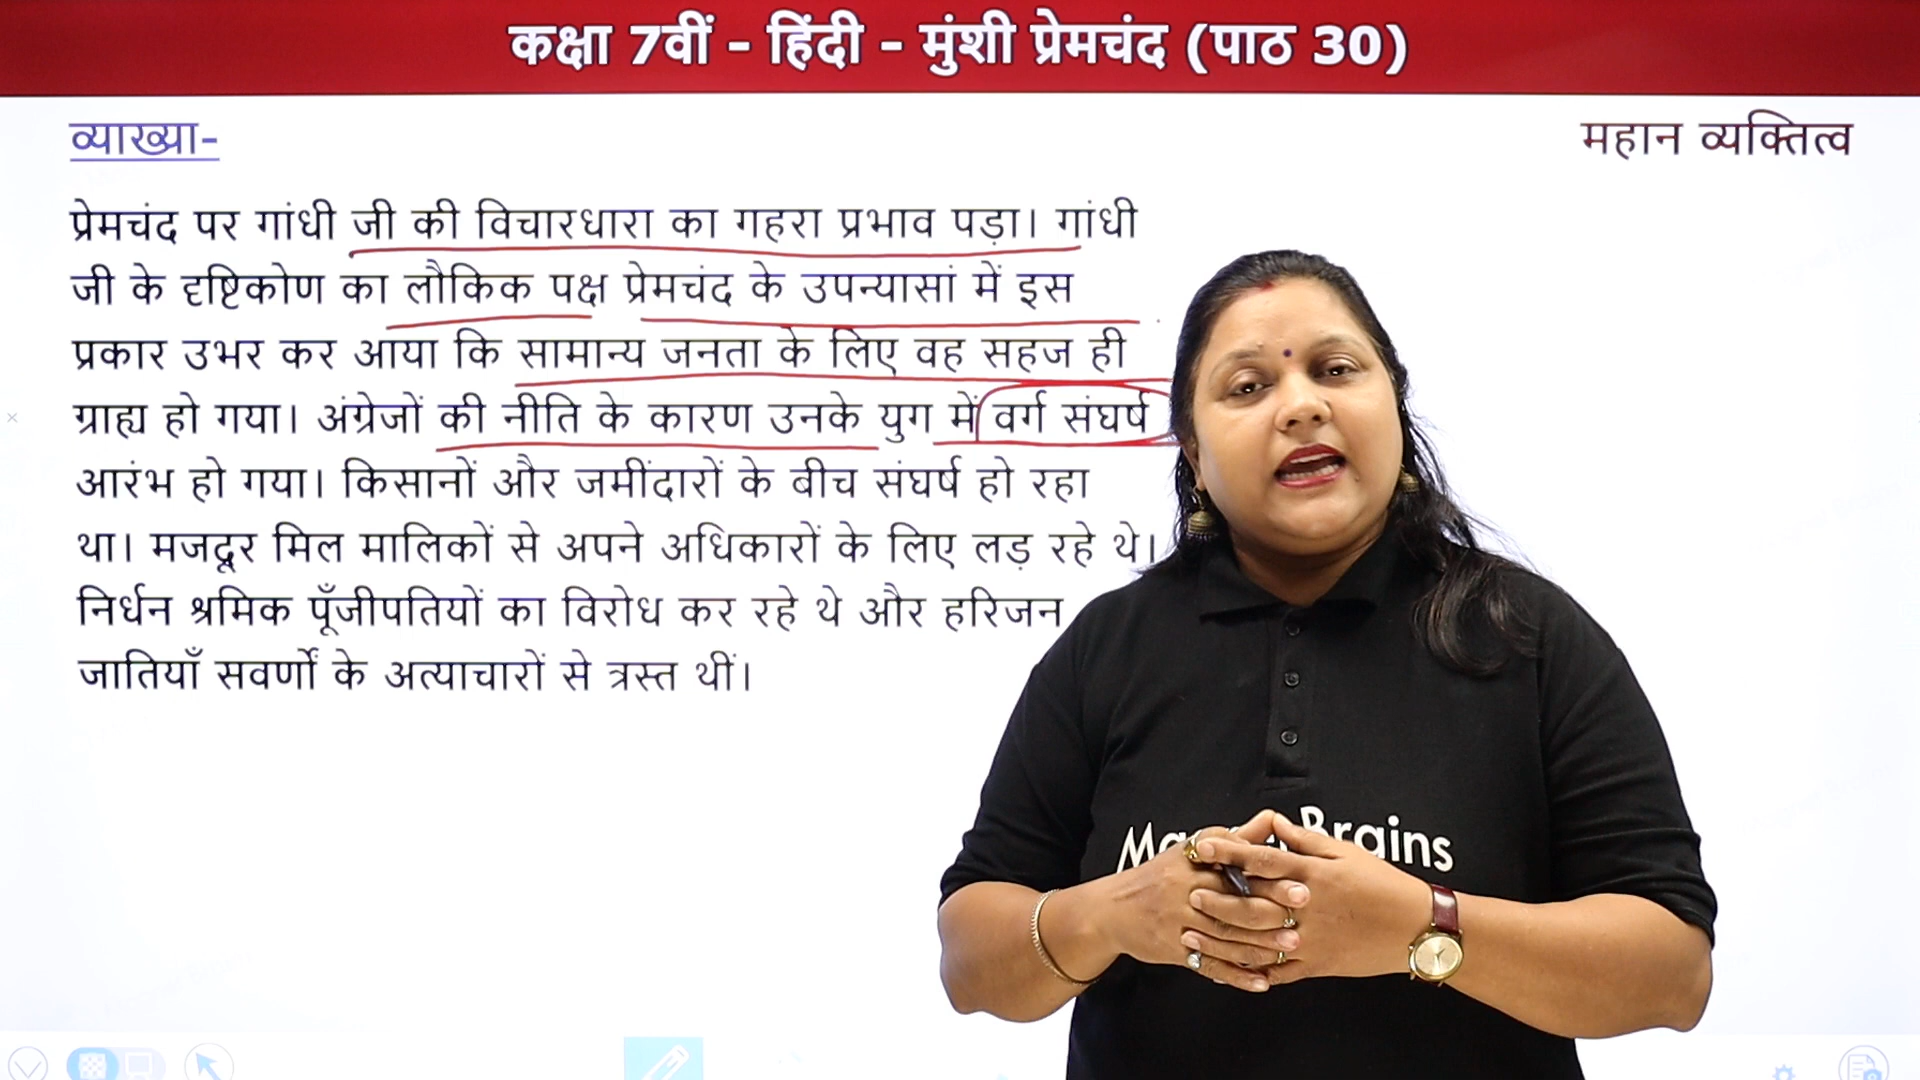 कक्षा 7वीं - हिंदी - मुंशी प्रेमचंद (पाठ 30)
व्याख्या-
महान व्यक्तित्व
प्रेमचंद पर गांधी जी की विचारधारा का गहरा प्रभाव पड़ा। गांधी
जी के दृष्टिकोण का लौकिक पक्ष प्रेमचंद के उपन्यासां में इस
प्रकार उभर कर आया कि सामान्य जनता के लिए वह सहज ही
ग्राह्य हो गया। अंग्रेजों की नीति के कारण उनके युग में वर्ग संघर्ष
आरंभ हो गया। किसानों और जमींदारों के बीच संघर्ष हो रहा
था। मजदूर मिल मालिकों से अपने अधिकारों के लिए लड़ रहे थे।
निर्धन श्रमिक पूँजीपतियों का विरोध कर रहे थे और हरिजन
जातियाँ सवर्णों के अत्याचारों से त्रस्त थीं।
Brains